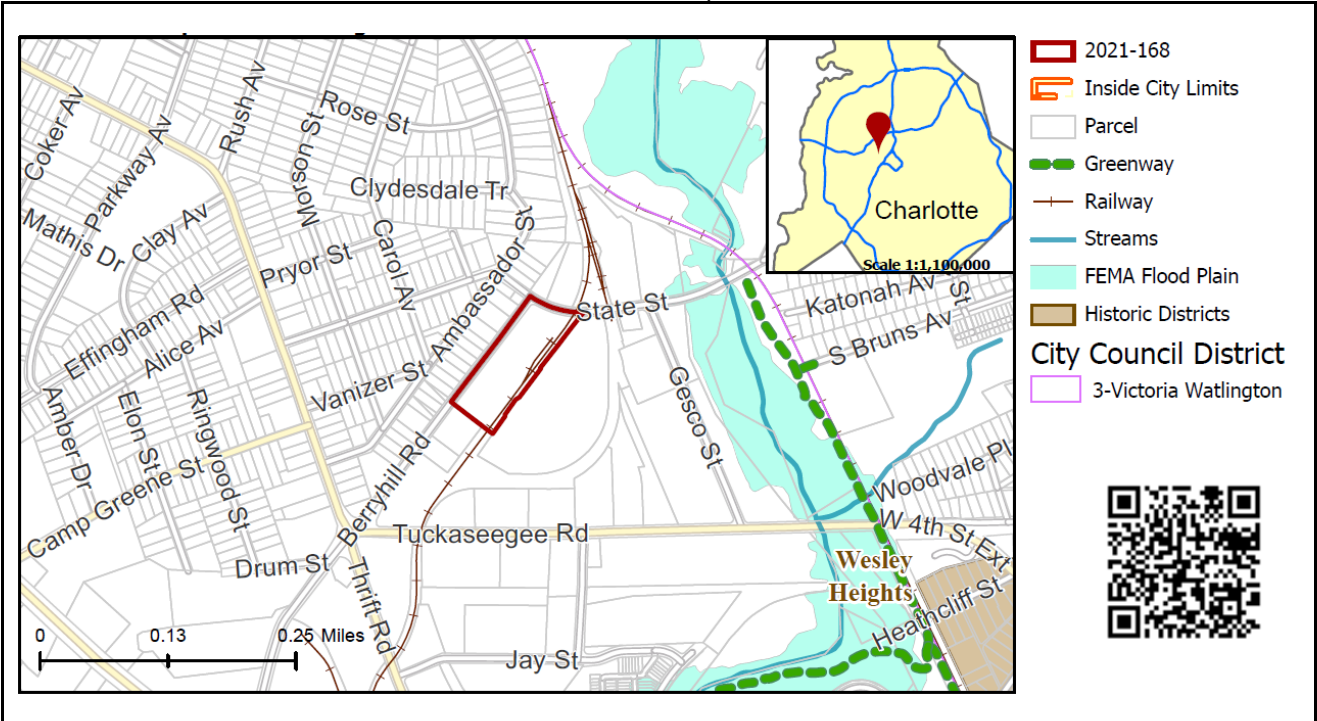 Rose St
Rush Av
Coker Av
Parkway Av
Morson St
Clydesdale Tr
Mathis Dr
Clay Av
Carol Av
Pryor St
Ambassador St
State St
Effingham Rd
Alice Av
Vanizer St
Amber Dr
Elon St
Ringwood St
Camp Greene St
Berryhill Rd
Gesco St
Katonah Av
St
S Bruns Av
Woodvale Pl
Tuckaseegee Rd
W 4th St Ext
Drum St
Thrift Rd
Wesley
Heights
Heathcliff St
Jay St
0 0.13 0.25 Miles
Charlotte
Scale 1:1,100,000
2021-168
Inside City Limits
Parcel
Greenway
Railway
Streams
FEMA Flood Plain
Historic Districts
City Council District
3-Victoria Watlington